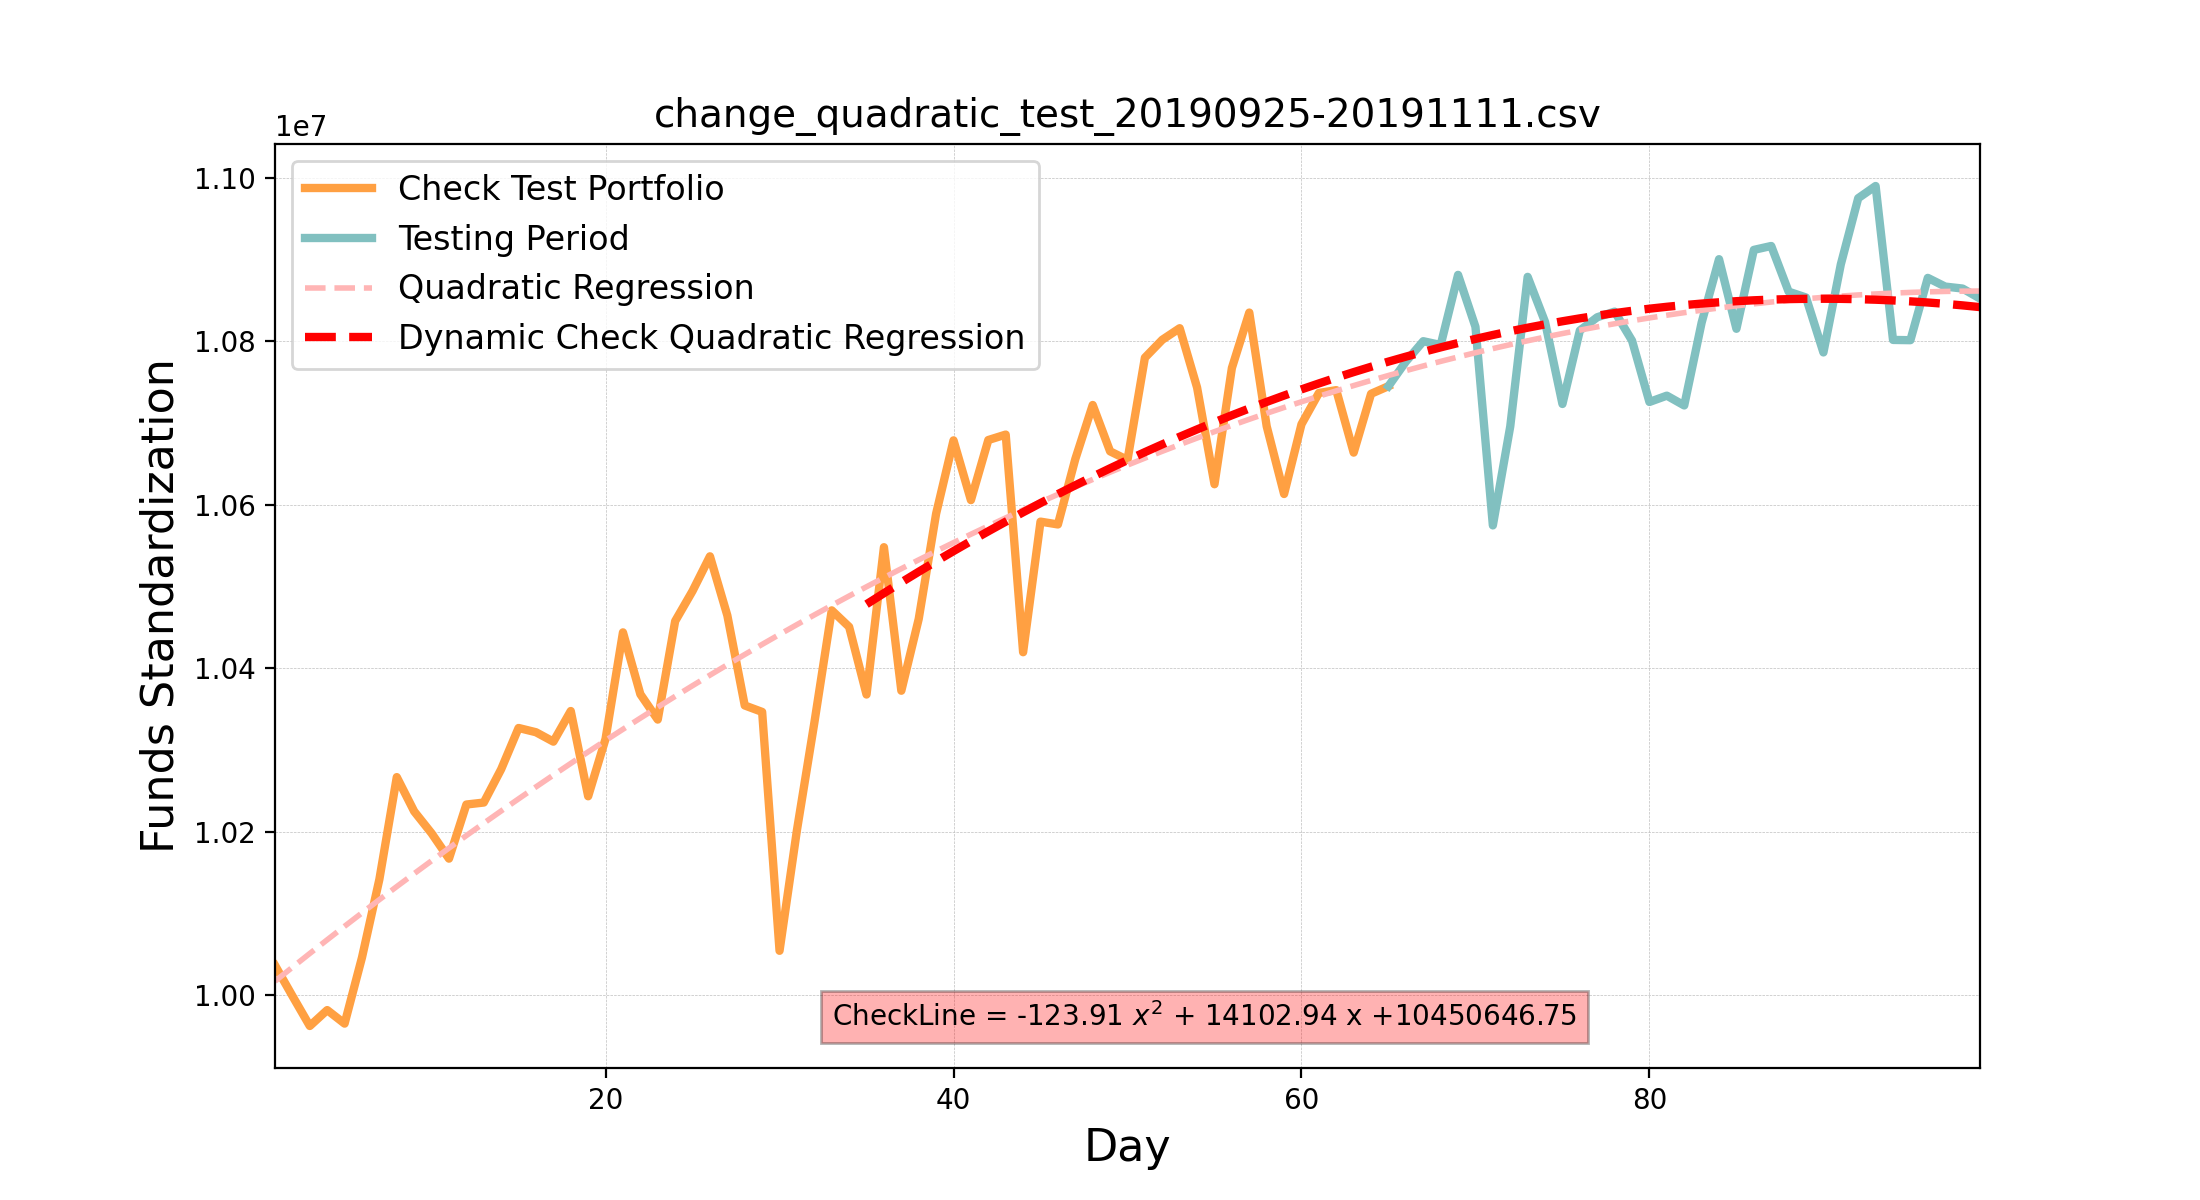 change_quadratic_test_20190925-20191111.csv
1e7
Check Test Portfolio
Testing Period
Quadratic Regression
Dynamic Check Quadratic Regression
1.10
1.08
1.06
1.04
1.02
1.00
Funds Standardization
CheckLine = -123.91 x² + 14102.94 x +10450646.75
20 40 60 80
Day